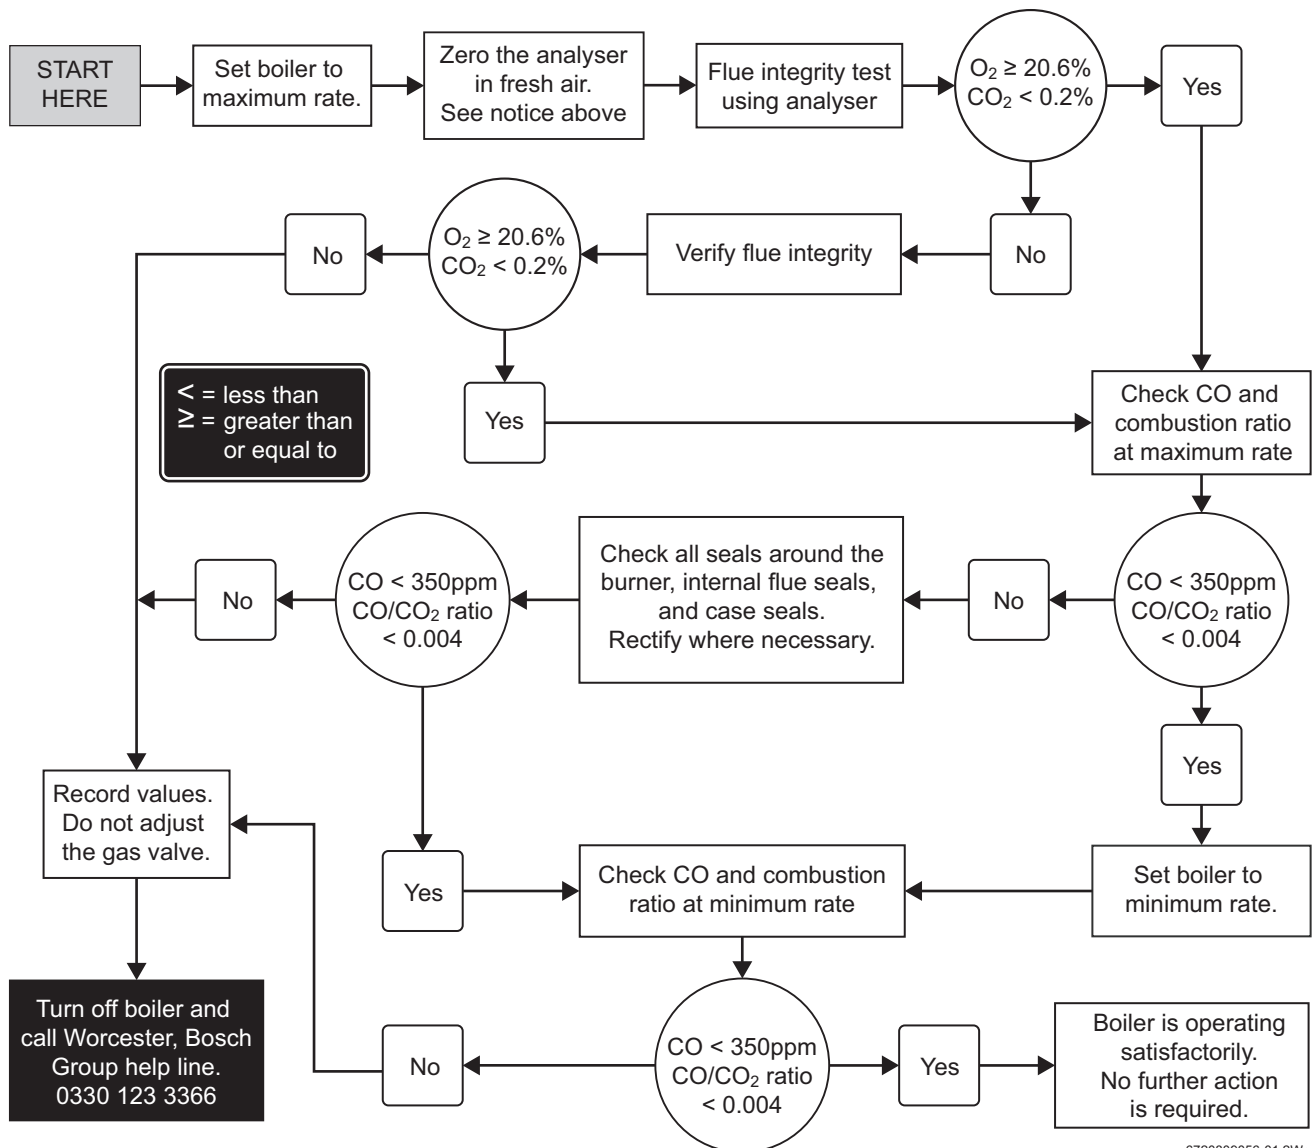 START
HERE
Set boiler to
maximum rate.
Zero the analyser
in fresh air.
See notice above
Flue integrity test
using analyser
O₂ ≥ 20.6%
CO₂ < 0.2%
Yes
No
Verify flue integrity
O₂ ≥ 20.6%
CO₂ < 0.2%
No
Yes
< = less than
≥ = greater than
or equal to
Check CO and
combustion ratio
at maximum rate
CO < 350ppm
CO/CO₂ ratio
< 0.004
No
Check all seals around the
burner, internal flue seals,
and case seals.
Rectify where necessary.
CO < 350ppm
CO/CO₂ ratio
< 0.004
No
Yes
Yes
Set boiler to
minimum rate.
Check CO and combustion
ratio at minimum rate
CO < 350ppm
CO/CO₂ ratio
< 0.004
No
Yes
Boiler is operating
satisfactorily.
No further action
is required.
Record values.
Do not adjust
the gas valve.
Turn off boiler and
call Worcester, Bosch
Group help line.
0330 123 3366